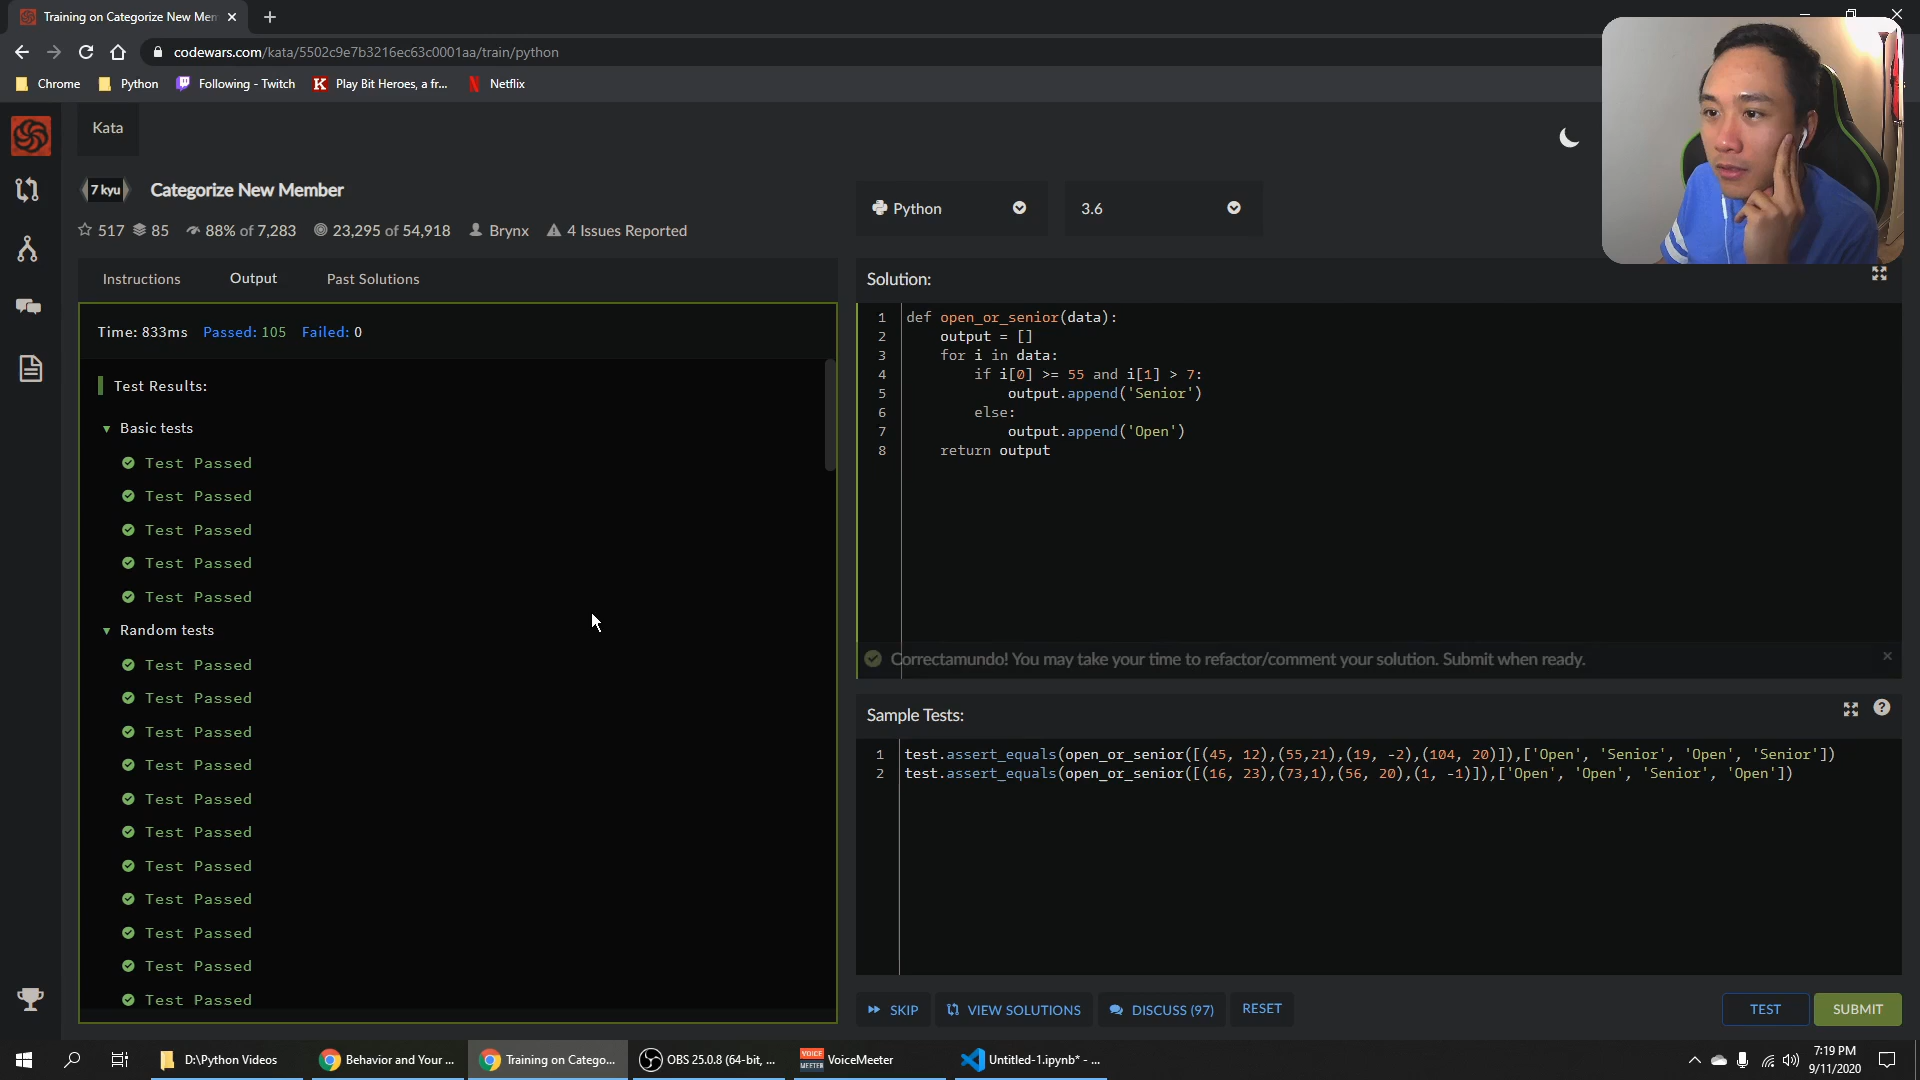 Training on Categorize New Mem
codewars.com/kata/5502c9e7b3216ec63c0001aa/train/python
Chrome
Python
Following - Twitch
K
Play Bit Heroes, a fr...
Netflix
Kata
7 kyu
Categorize New Member
517
85
88% of 7,283
23,295 of 54,918
Brynx
4 Issues Reported
Python
3.6
Instructions
Output
Past Solutions
Time: 833ms Passed: 105 Failed: 0
Test Results:
Basic tests
Test Passed
Test Passed
Test Passed
Test Passed
Test Passed
Random tests
Test Passed
Test Passed
Test Passed
Test Passed
Test Passed
Test Passed
Test Passed
Test Passed
Test Passed
Test Passed
Test Passed
Solution:
1 def open_or_senior(data):
2     output = []
3     for i in data:
4         if i[0] >= 55 and i[1] > 7:
5             output.append('Senior')
6         else:
7             output.append('Open')
8     return output
Correctamundo! You may take your time to refactor/comment your solution. Submit when ready.
Sample Tests:
1 test.assert_equals(open_or_senior([(45, 12),(55,21),(19, -2),(104, 20)]),['Open', 'Senior', 'Open', 'Senior'])
2 test.assert_equals(open_or_senior([(16, 23),(73,1),(56, 20),(1, -1)]),['Open', 'Open', 'Senior', 'Open'])
SKIP
VIEW SOLUTIONS
DISCUSS (97)
RESET
TEST
SUBMIT
D:\Python Videos
Behavior and Your ...
Training on Catego...
OBS 25.0.8 (64-bit, ...
VOICE MEETER
VoiceMeeter
Untitled-1.ipynb* - ...
7:19 PM
9/11/2020